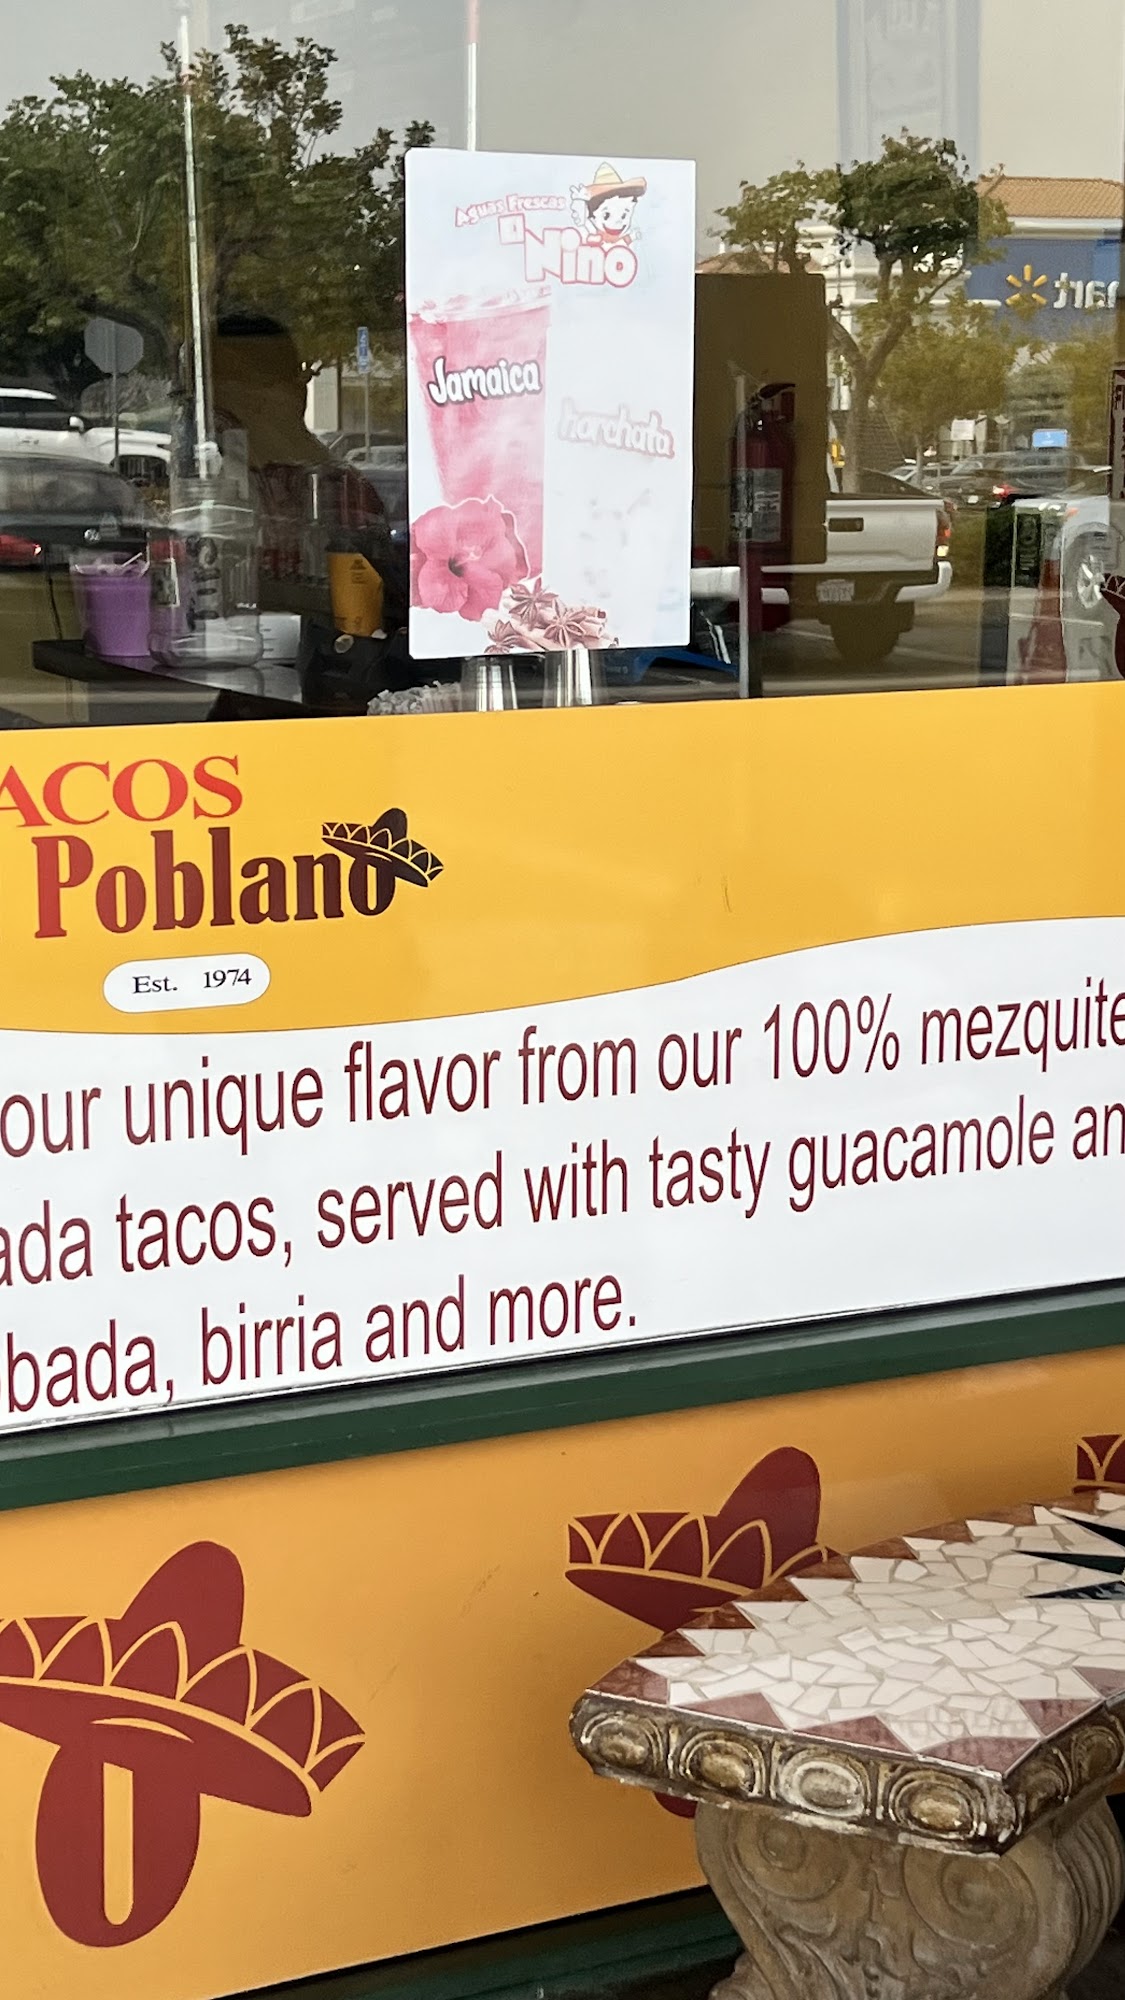 Aguas Frescas
El Niño
Jamaica
horchata
ACOS
Poblano
Est. 1974
our unique flavor from our 100% mezquite
ada tacos, served with tasty guacamole an
obada, birria and more.